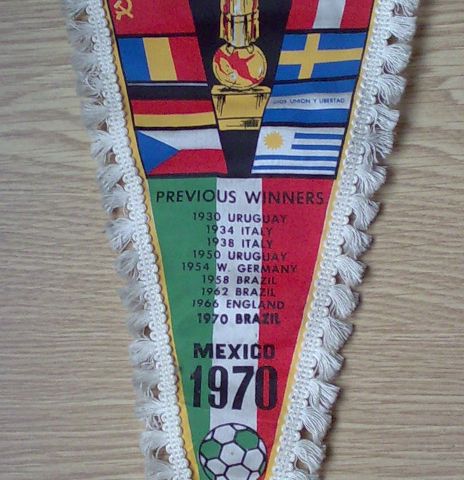 DIOS UNION Y LIBERTAD
PREVIOUS WINNERS
1930 URUGUAY
1934 ITALY
1938 ITALY
1950 URUGUAY
1954 W. GERMANY
1958 BRAZIL
1962 BRAZIL
1966 ENGLAND
1970 BRAZIL
MEXICO
1970